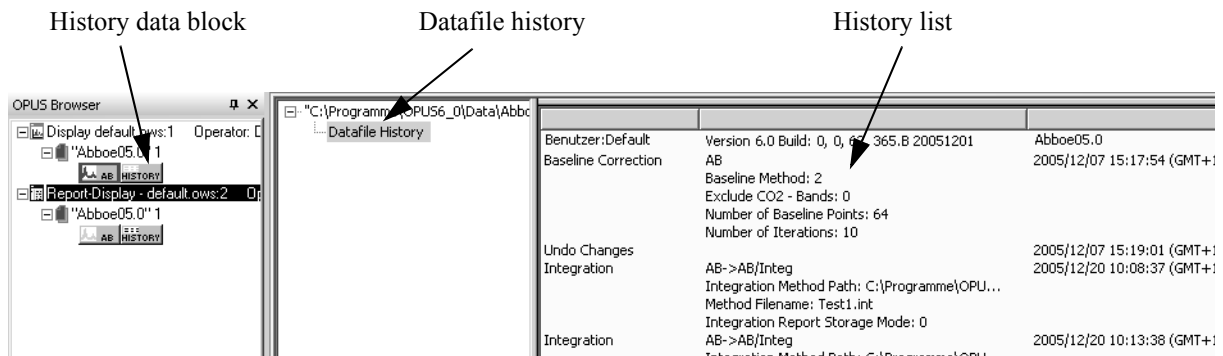 History data block
Datafile history
History list
OPUS Browser
Display default.ows:1 Operator:
"Abboe05.0" 1
AB HISTORY
Report-Display - default.ows:2
"Abboe05.0" 1
AB HISTORY
"C:\Programme\OPUS6_0\Data\Abbo
Datafile History
Benutzer:Default Version 6.0 Build: 0, 0, 365.B 20051201 Abboe05.0
Baseline Correction AB 2005/12/07 15:17:54 (GMT+1
Baseline Method: 2
Exclude CO2 - Bands: 0
Number of Baseline Points: 64
Number of Iterations: 10
Undo Changes 2005/12/07 15:19:01 (GMT+1
Integration AB->AB/Integ 2005/12/20 10:08:37 (GMT+1
Integration Method Path: C:\Programme\OPU...
Method Filename: Test1.int
Integration Report Storage Mode: 0
Integration AB->AB/Integ 2005/12/20 10:13:38 (GMT+1